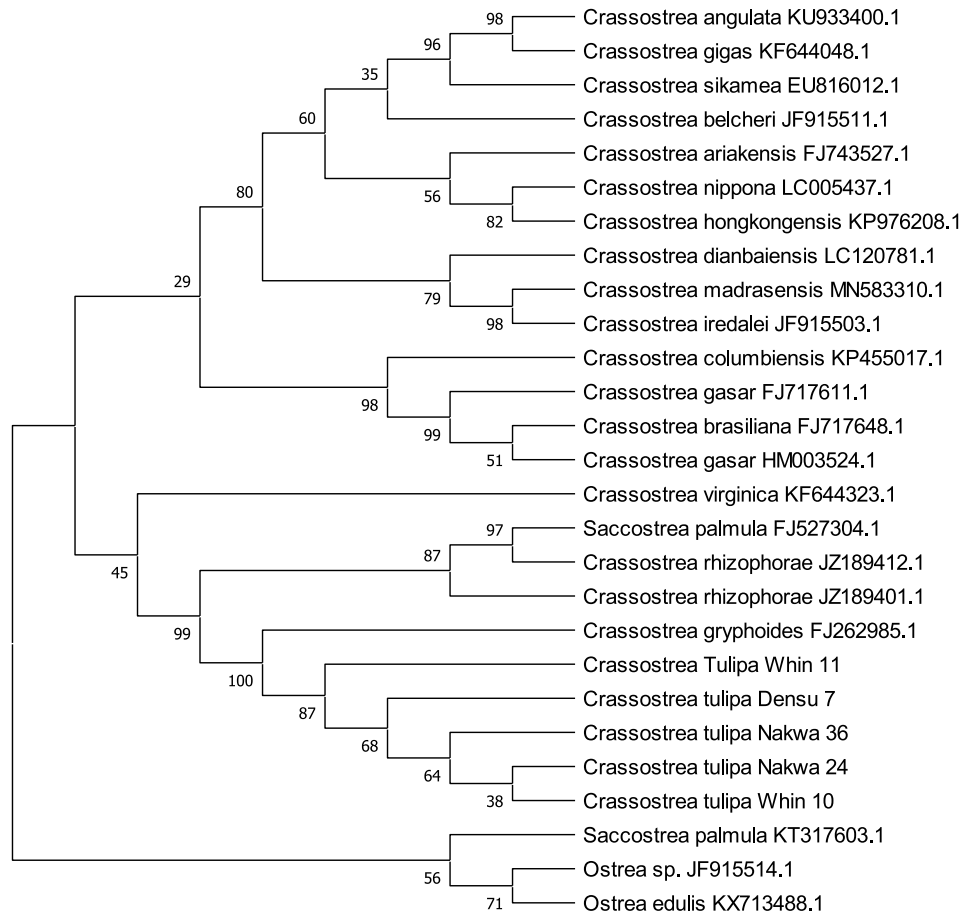 98
Crassostrea angulata KU933400.1
96
Crassostrea gigas KF644048.1
35
Crassostrea sikamea EU816012.1
60
Crassostrea belcheri JF915511.1
Crassostrea ariakensis FJ743527.1
80
56
Crassostrea nippona LC005437.1
82
Crassostrea hongkongensis KP976208.1
29
Crassostrea dianbaiensis LC120781.1
79
Crassostrea madrasensis MN583310.1
98
Crassostrea iredalei JF915503.1
Crassostrea columbiensis KP455017.1
98
Crassostrea gasar FJ717611.1
99
Crassostrea brasiliana FJ717648.1
51
Crassostrea gasar HM003524.1
Crassostrea virginica KF644323.1
97
Saccostrea palmula FJ527304.1
87
Crassostrea rhizophorae JZ189412.1
45
Crassostrea rhizophorae JZ189401.1
99
Crassostrea gryphoides FJ262985.1
100
Crassostrea Tulipa Whin 11
87
Crassostrea tulipa Densu 7
68
Crassostrea tulipa Nakwa 36
64
Crassostrea tulipa Nakwa 24
38
Crassostrea tulipa Whin 10
Saccostrea palmula KT317603.1
56
Ostrea sp. JF915514.1
71
Ostrea edulis KX713488.1